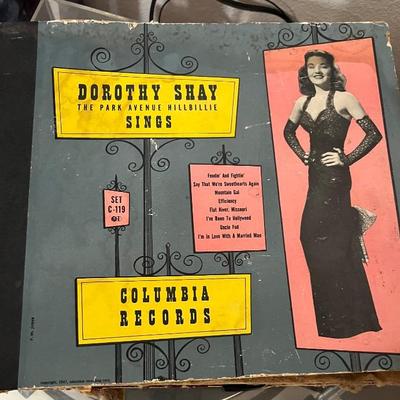 DOROTHY SHAY
THE PARK AVENUE HILLBILLIE
SINGS
Feudin' And Fightin'
Say That We're Sweethearts Again
Mountain Gal
Efficiency
Flat River, Missouri
I've Been To Hollywood
Uncle Fud
I'm In Love With A Married Man
SET
C-119
COLUMBIA
RECORDS